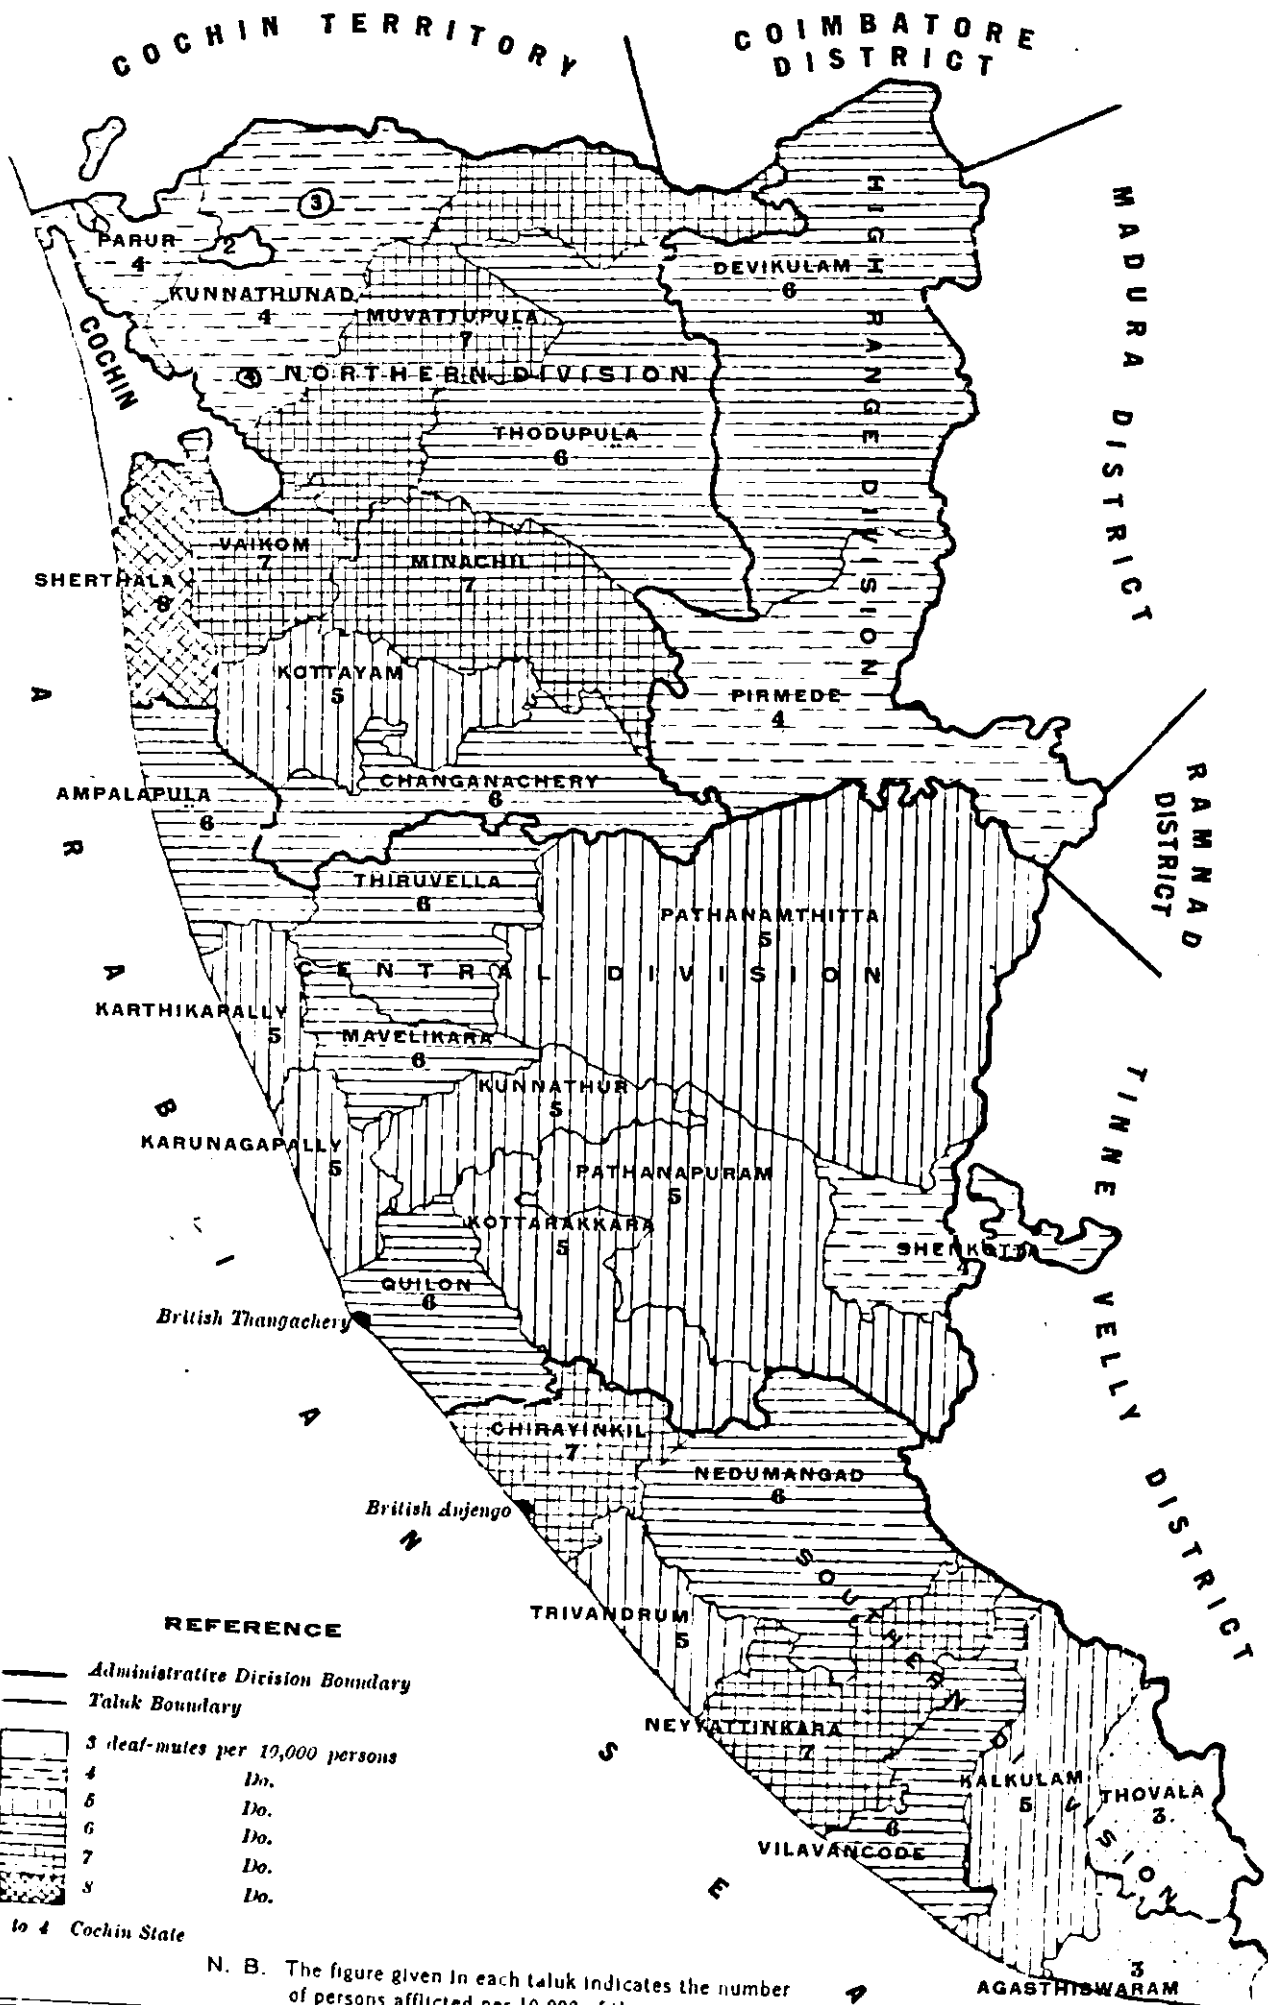 COCHIN TERRITORY
COIMBATORE
DISTRICT
MADURA DISTRICT
RAMNAD
DISTRICT
TINNEVELLY DISTRICT
ARABIAN SEA
COCHIN
HIGH RANGE DIVISION
NORTHERN DIVISION
CENTRAL DIVISION
SOUTHERN DIVISION
3
PARUR
4
2
KUNNATHUNAD
4
MUVATTUPULA
7
DEVIKULAM
6
THODUPULA
6
VAIKOM
7
MINACHIL
7
SHERTHALA
8
KOTTAYAM
5
PIRMEDE
4
CHANGANACHERY
6
AMPALAPULA
6
THIRUVELLA
6
PATHANAMTHITTA
5
KARTHIKAPALLY
5
MAVELIKARA
6
KUNNATHUR
5
KARUNAGAPALLY
5
PATHANAPURAM
5
KOTTARAKKARA
5
SHENKOTTA
4
QUILON
6
British Thangachery
CHIRAYINKIL
7
NEDUMANGAD
6
British Anjengo
TRIVANDRUM
5
NEYYATTINKARA
7
KALKULAM
5
THOVALA
3
6
VILAVANCODE
3
AGASTHISWARAM
REFERENCE
Administrative Division Boundary
Taluk Boundary
3 deaf-mutes per 10,000 persons
4 Do.
5 Do.
6 Do.
7 Do.
8 Do.
to 4 Cochin State
N. B. The figure given in each taluk indicates the number
of persons afflicted per 10,000 of the